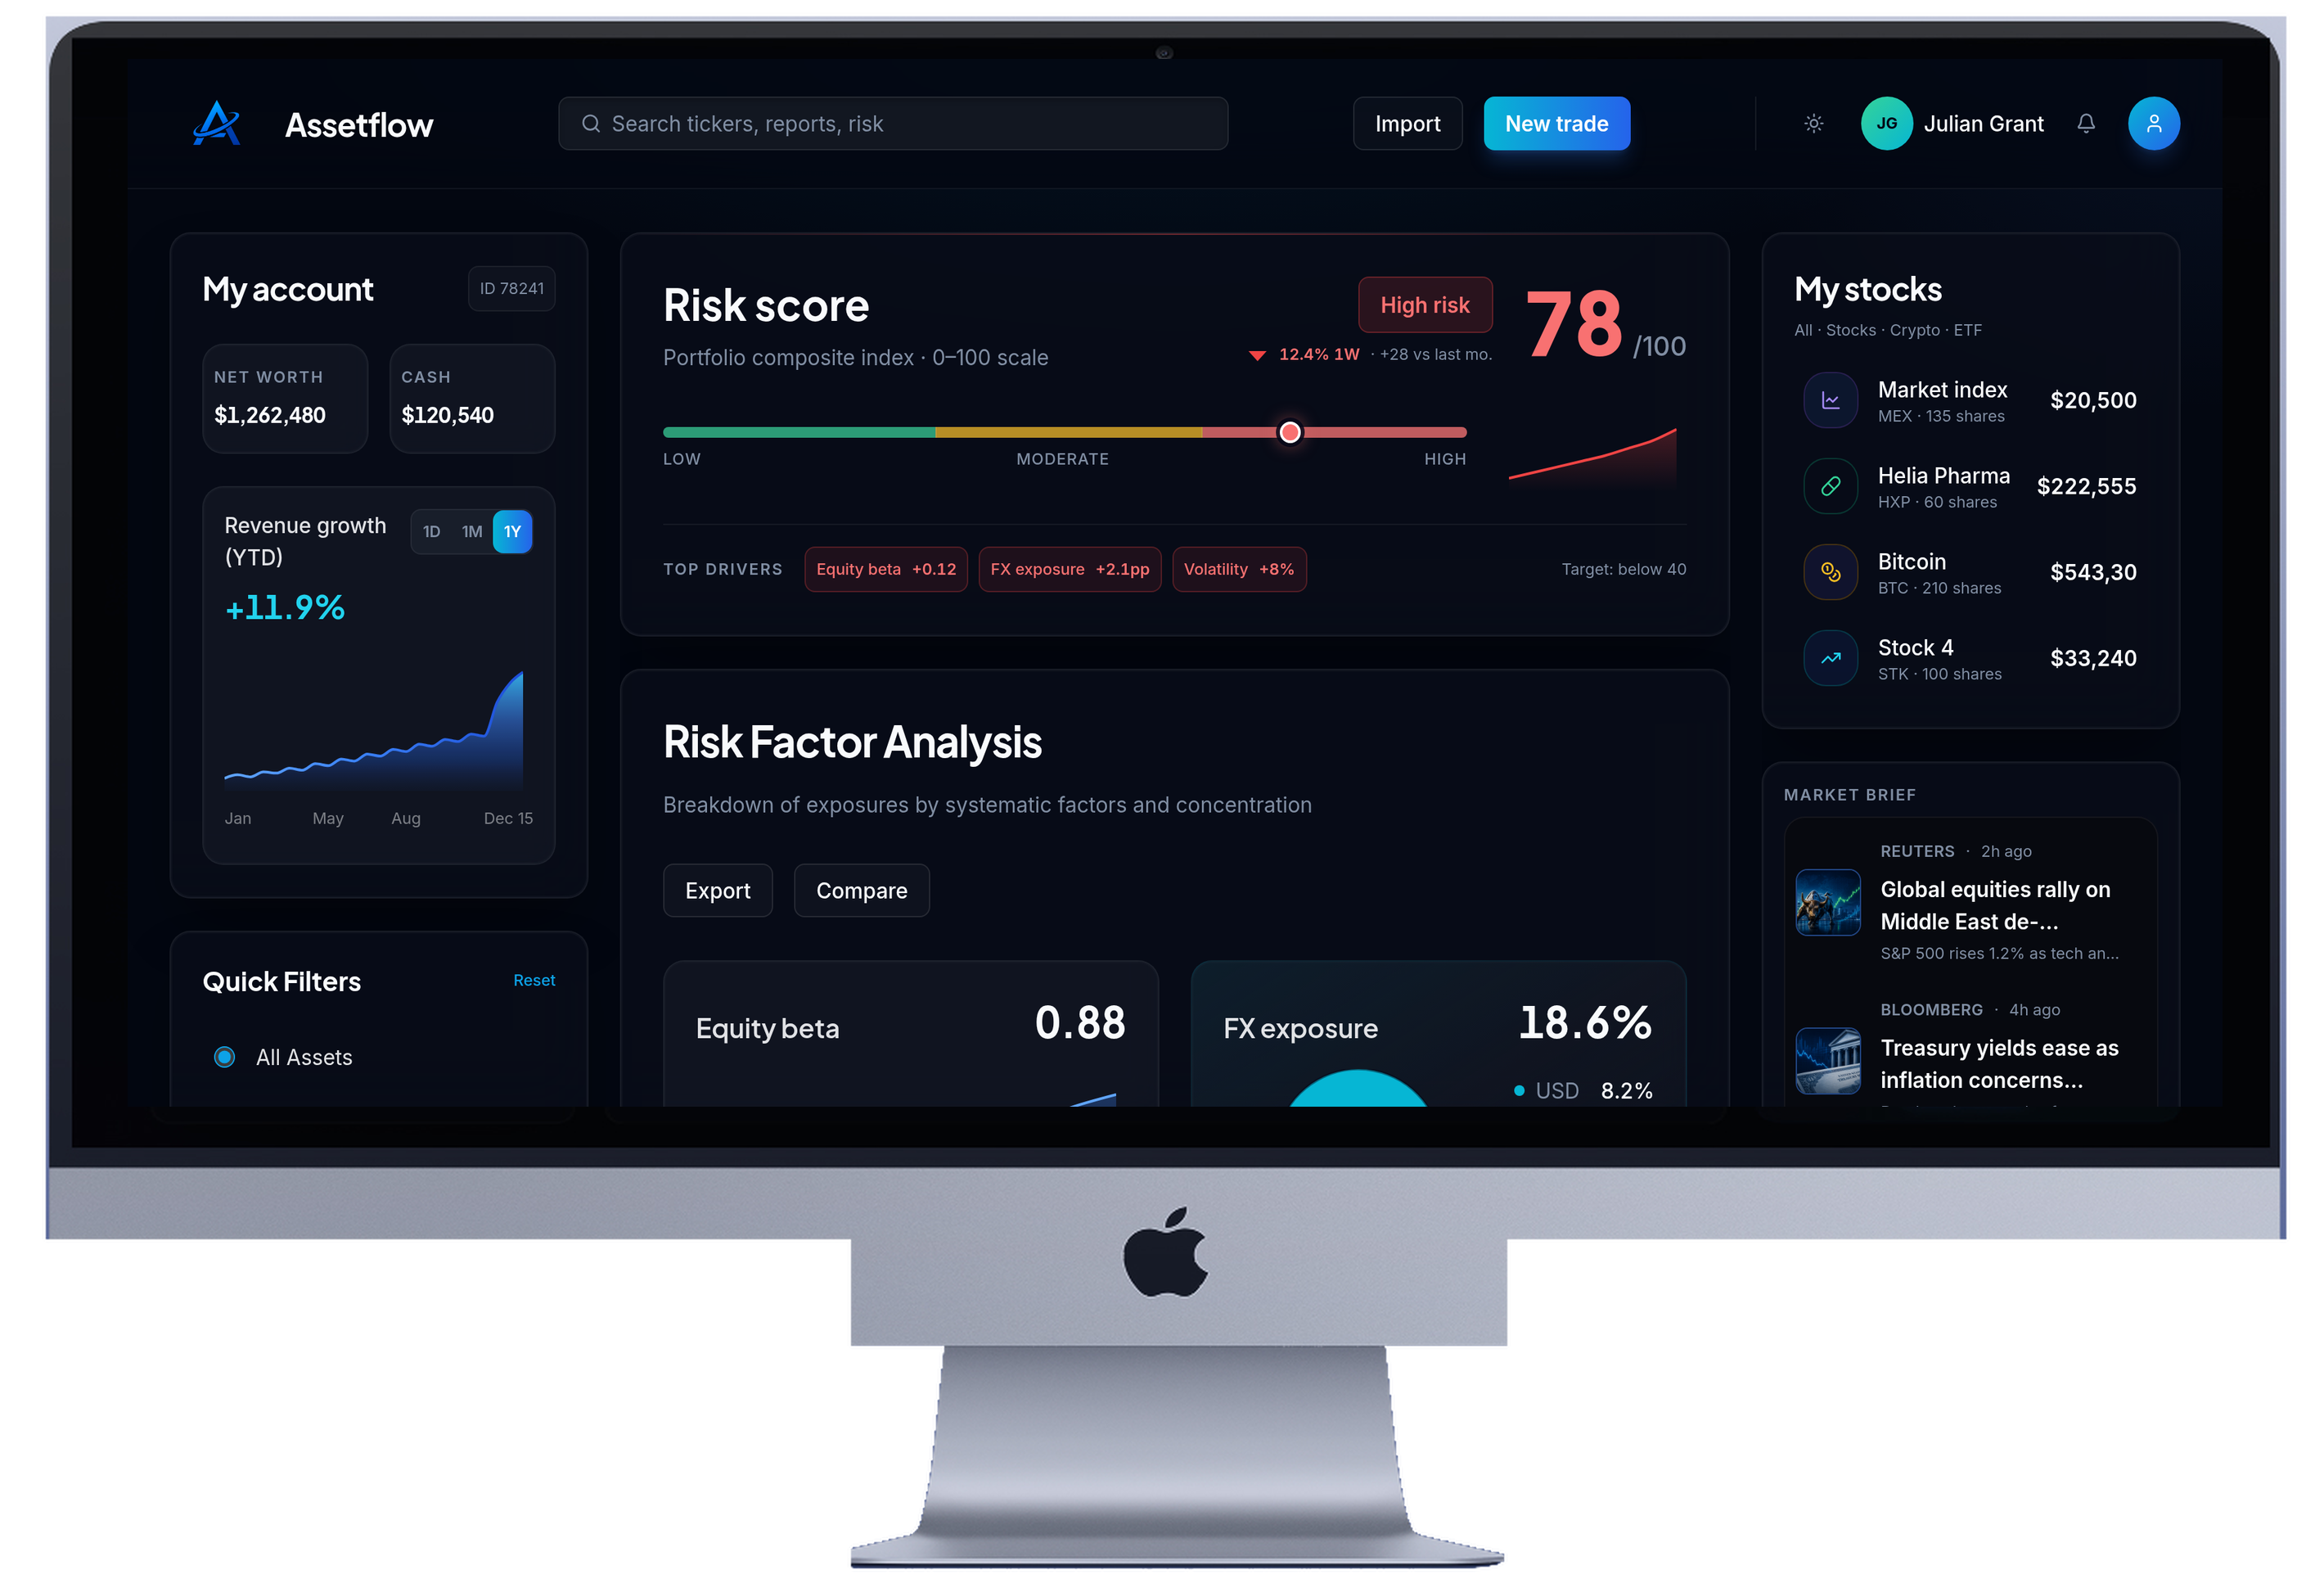 Assetflow
Search tickers, reports, risk
Import
New trade
JG
Julian Grant
My account
ID 78241
NET WORTH
$1,262,480
CASH
$120,540
Revenue growth
(YTD)
1D 1M 1Y
+11.9%
Jan May Aug Dec 15
Quick Filters
Reset
All Assets
Risk score
Portfolio composite index · 0–100 scale
High risk
12.4% 1W · +28 vs last mo.
78 /100
LOW MODERATE HIGH
TOP DRIVERS
Equity beta +0.12
FX exposure +2.1pp
Volatility +8%
Target: below 40
Risk Factor Analysis
Breakdown of exposures by systematic factors and concentration
Export
Compare
Equity beta
0.88
FX exposure
18.6%
USD 8.2%
My stocks
All · Stocks · Crypto · ETF
Market index
MEX · 135 shares
$20,500
Helia Pharma
HXP · 60 shares
$222,555
Bitcoin
BTC · 210 shares
$543,30
Stock 4
STK · 100 shares
$33,240
MARKET BRIEF
REUTERS · 2h ago
Global equities rally on
Middle East de-...
S&P 500 rises 1.2% as tech an...
BLOOMBERG · 4h ago
Treasury yields ease as
inflation concerns...